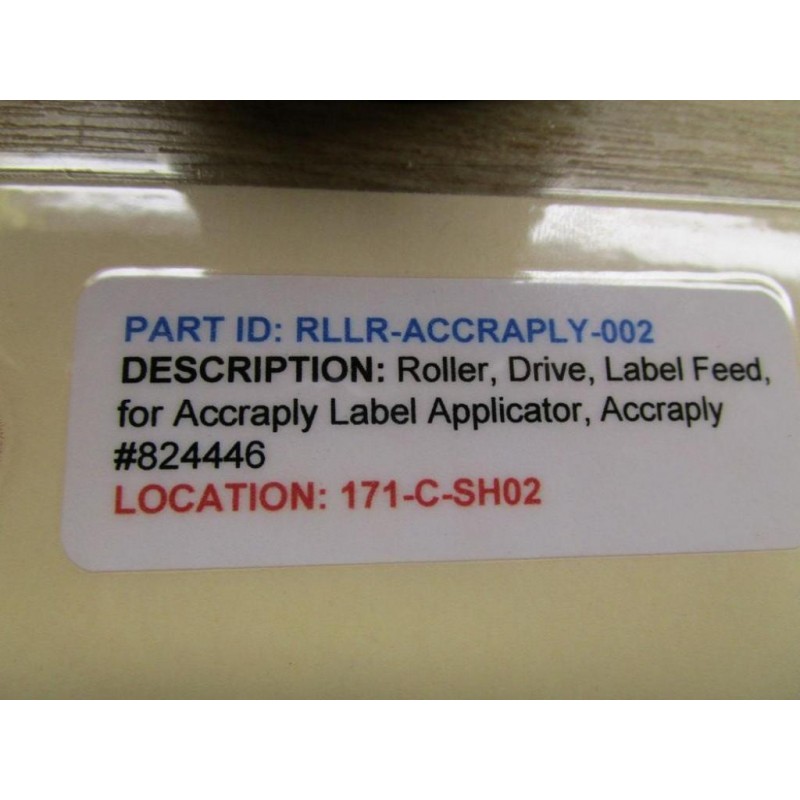 PART ID: RLLR-ACCRAPLY-002
DESCRIPTION: Roller, Drive, Label Feed,
for Accraply Label Applicator, Accraply
#824446
LOCATION: 171-C-SH02